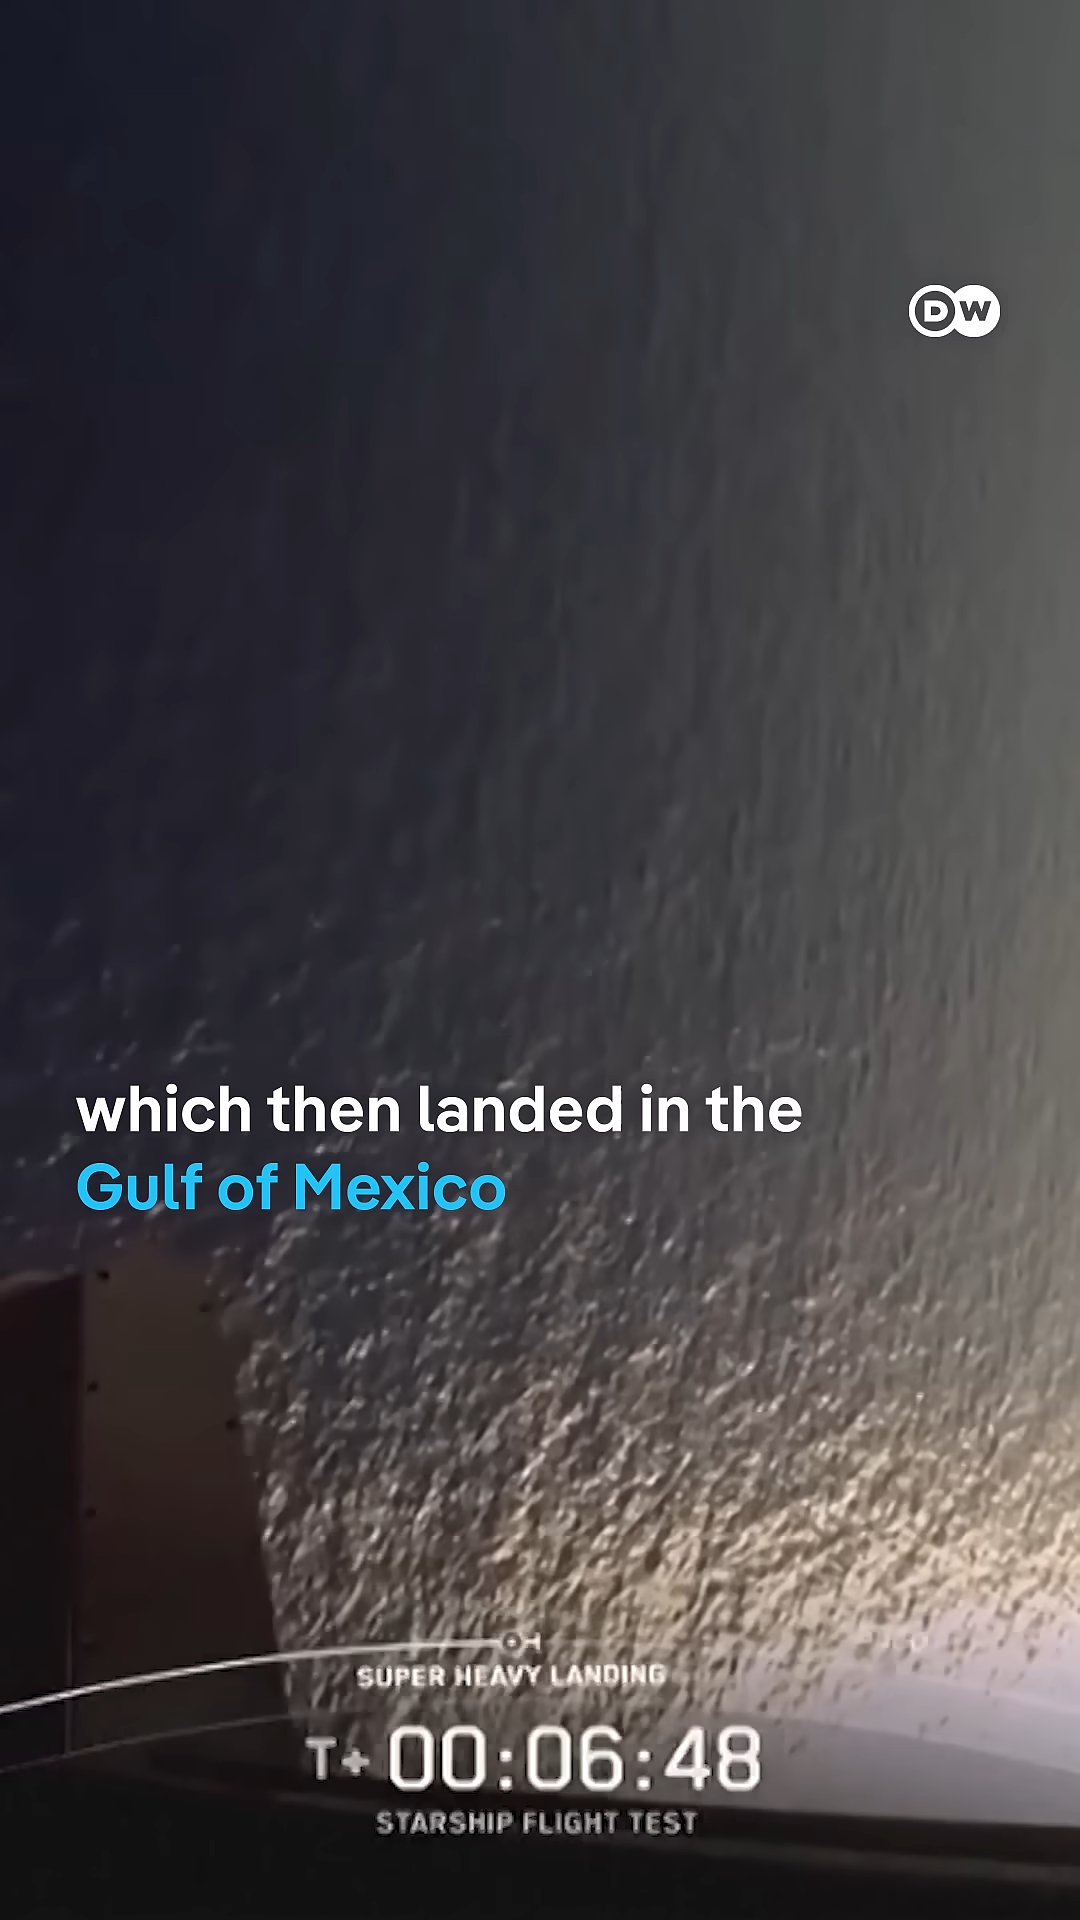 DW
which then landed in the
Gulf of Mexico
SUPER HEAVY LANDING
T+ 00:06:48
STARSHIP FLIGHT TEST